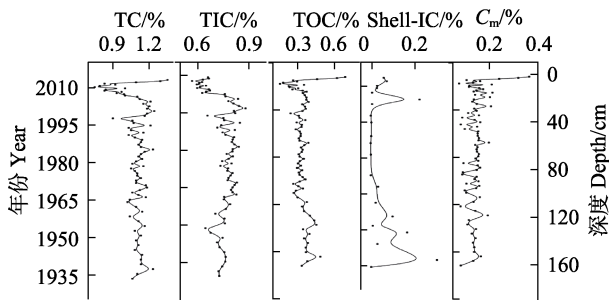 TC/% TIC/% TOC/% Shell-IC/% Cm/%
0.9 1.2 0.6 0.9 0.3 0.6 0 0.2 0.2 0.4
2010
1995
1980
1965
1950
1935
年份 Year
0
40
80
120
160
深度 Depth/cm